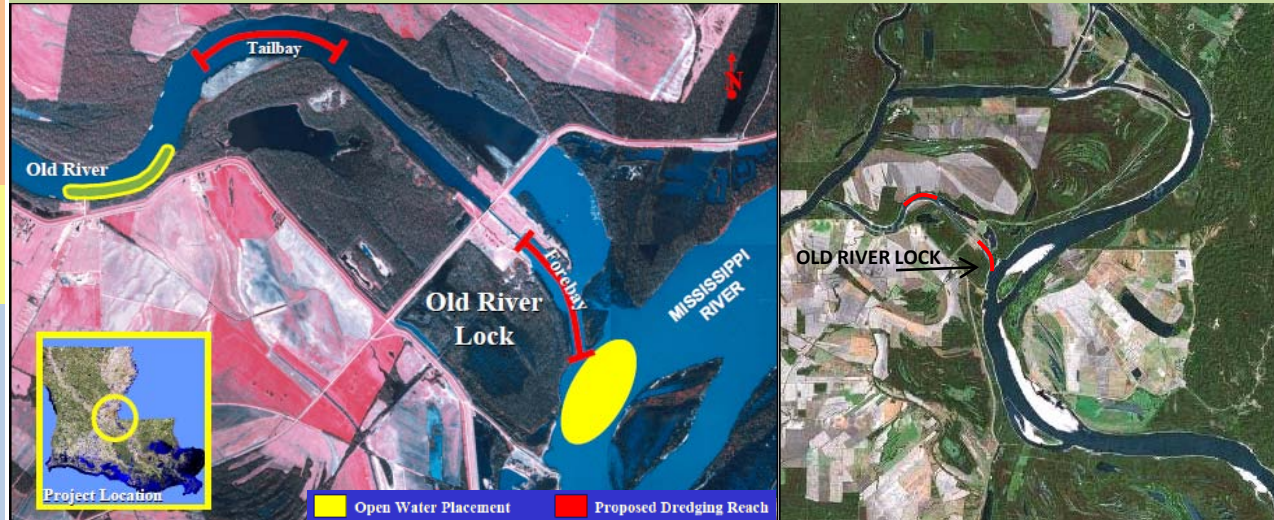 Tailbay
N
Old River
Forebay
MISSISSIPPI
RIVER
Old River
Lock
Project Location
Open Water Placement
Proposed Dredging Reach
OLD RIVER LOCK